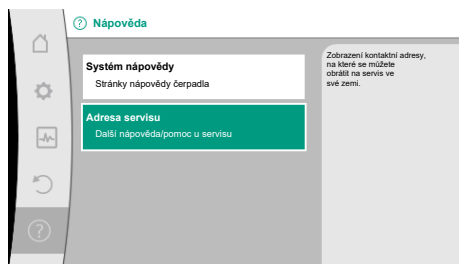 Nápověda
Systém nápovědy
Stránky nápovědy čerpadla
Adresa servisu
Další nápověda/pomoc u servisu
Zobrazení kontaktní adresy,
na které se můžete
obrátit na servis ve
své zemi.